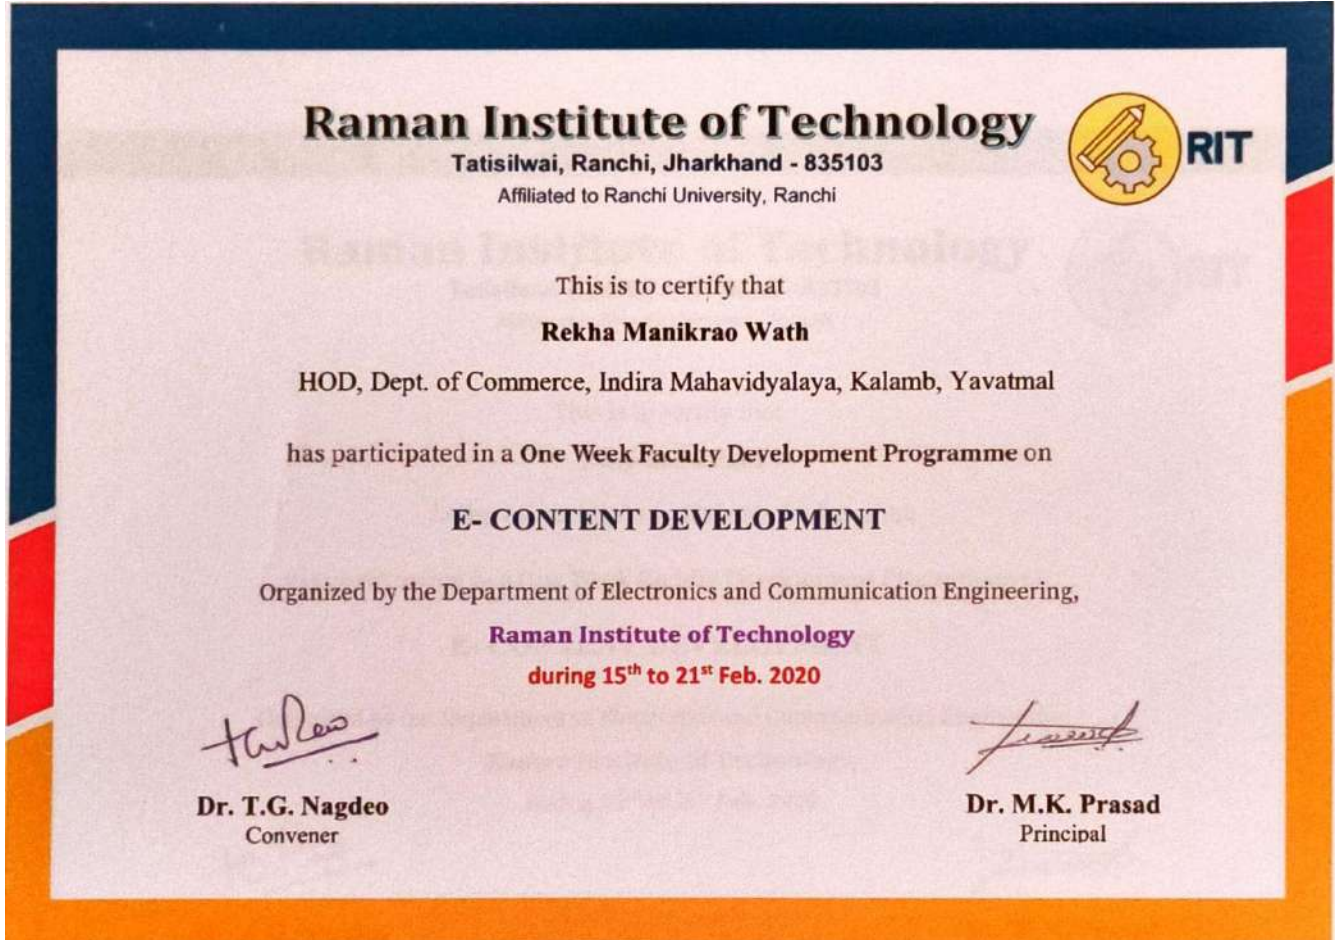 Raman Institute of Technology
RIT
Tatisilwai, Ranchi, Jharkhand - 835103
Affiliated to Ranchi University, Ranchi
This is to certify that
Rekha Manikrao Wath
HOD, Dept. of Commerce, Indira Mahavidyalaya, Kalamb, Yavatmal
has participated in a One Week Faculty Development Programme on
E- CONTENT DEVELOPMENT
Organized by the Department of Electronics and Communication Engineering,
Raman Institute of Technology
during 15th to 21st Feb. 2020
Dr. T.G. Nagdeo
Convener
Dr. M.K. Prasad
Principal